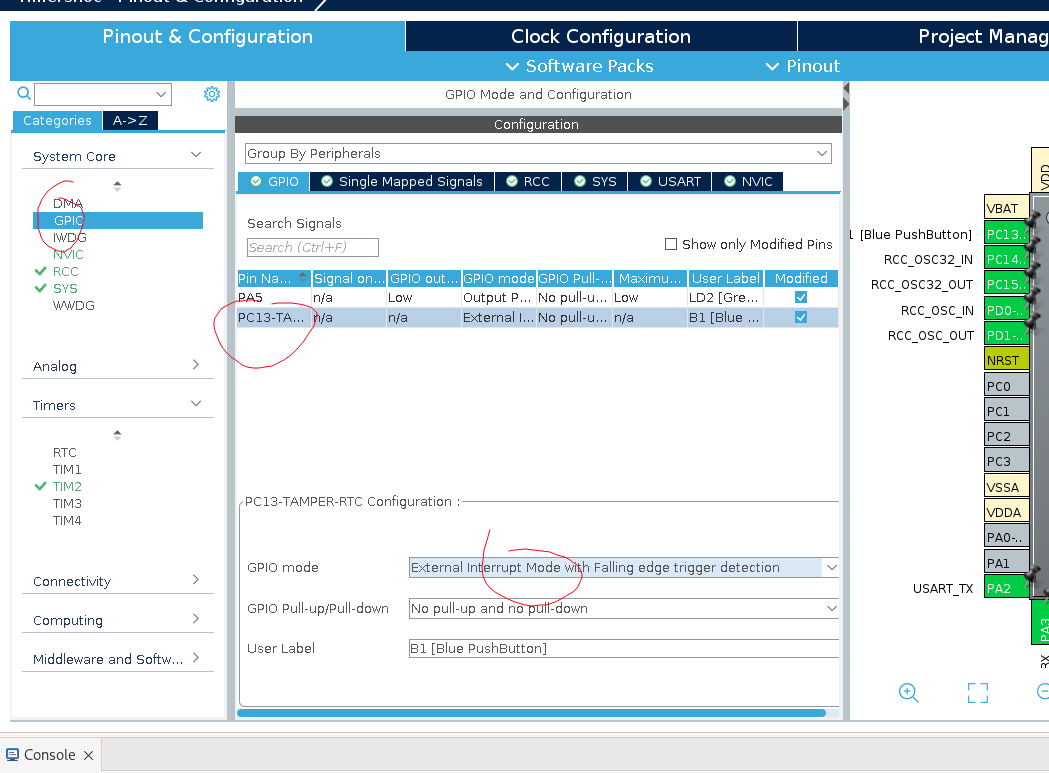 Pinout & Configuration
Clock Configuration
Project Manag
Software Packs
Pinout
GPIO Mode and Configuration
Categories
A->Z
Configuration
System Core
Group By Peripherals
GPIO
Single Mapped Signals
RCC
SYS
USART
NVIC
DMA
GPIO
IWDG
NVIC
RCC
SYS
WWDG
Search Signals
Search (Ctrl+F)
Show only Modified Pins
Pin Na... Signal on... GPIO out... GPIO mode GPIO Pull-... Maximu... User Label Modified
PA5 n/a Low Output P... No pull-u... Low LD2 [Gre...
PC13-TA... n/a n/a External I... No pull-u... n/a B1 [Blue ...
Analog
Timers
RTC
TIM1
TIM2
TIM3
TIM4
Connectivity
Computing
Middleware and Softw...
PC13-TAMPER-RTC Configuration :
GPIO mode
External Interrupt Mode with Falling edge trigger detection
GPIO Pull-up/Pull-down
No pull-up and no pull-down
User Label
B1 [Blue PushButton]
VDD
VBAT
1 [Blue PushButton] PC13..
RCC_OSC32_IN PC14..
RCC_OSC32_OUT PC15..
RCC_OSC_IN PD0-..
RCC_OSC_OUT PD1-..
NRST
PC0
PC1
PC2
PC3
VSSA
VDDA
PA0-..
PA1
USART_TX PA2
PA3
RX
Console